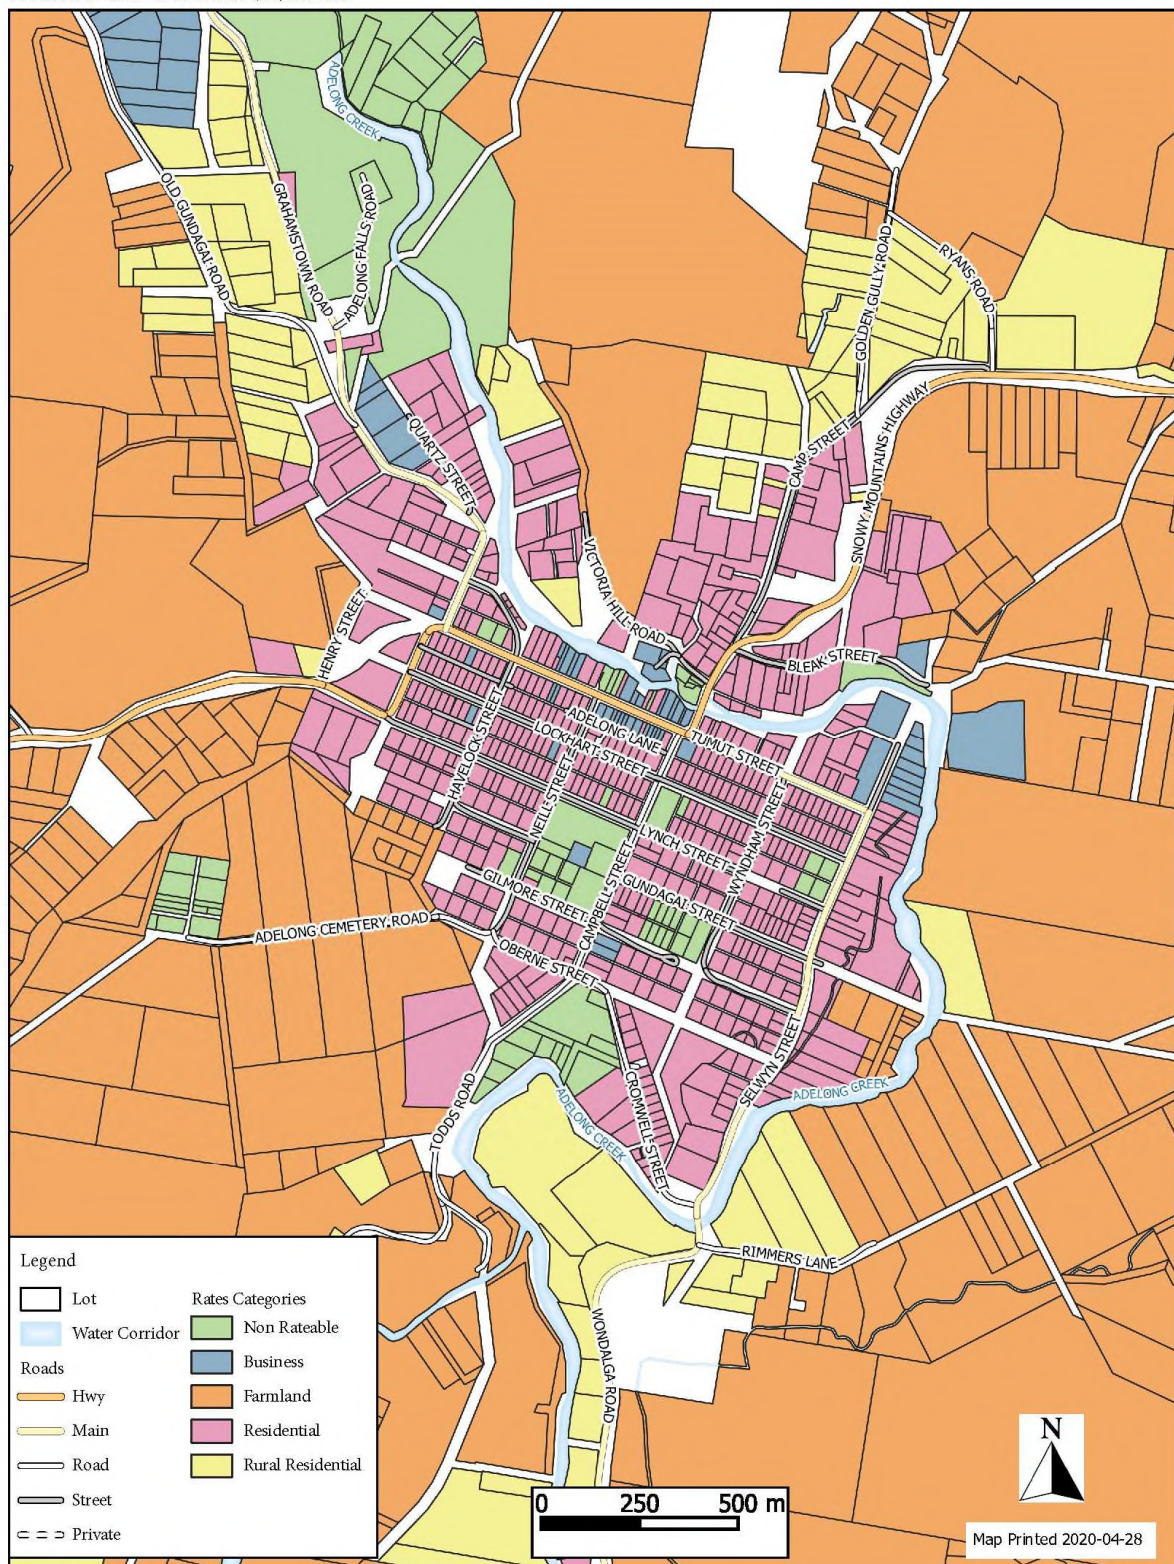 ADELONG CREEK
OLD GUNDAGAI ROAD
GRAHAMSTOWN ROAD
ADELONG FALLS ROAD
GOLDEN GULLY ROAD
RYANS ROAD
QUARTZ STREET
CAMP STREET
SNOWY MOUNTAINS HIGHWAY
VICTORIA HILL ROAD
HENRY STREET
BLEAK STREET
HAVELOCK STREET
ADELONG LANE
LOCKHART STREET
TUMUT STREET
NEILL STREET
LYNCH STREET
WYNDHAM STREET
GILMORE STREET
CAMPBELL STREET
GUNDAGAI STREET
ADELONG CEMETERY ROAD
OBERNE STREET
SELWYN STREET
TODDS ROAD
ADELONG CREEK
CROMWELL STREET
ADELONG CREEK
RIMMERS LANE
WONDALGA ROAD
Legend
Lot
Water Corridor
Roads
Hwy
Main
Road
Street
Private
Rates Categories
Non Rateable
Business
Farmland
Residential
Rural Residential
0 250 500 m
N
Map Printed 2020-04-28